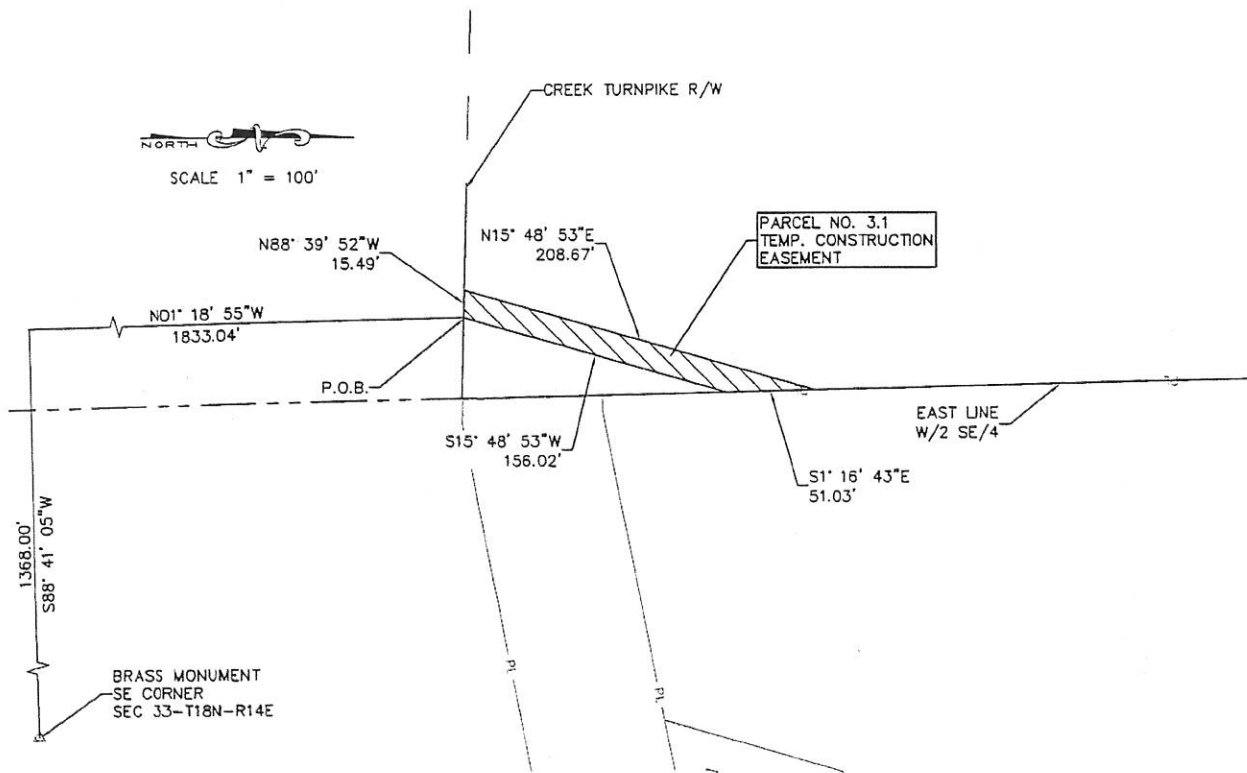 CREEK TURNPIKE R/W
NORTH
SCALE 1" = 100'
N88° 39' 52"W
15.49'
N15° 48' 53"E
208.67'
PARCEL NO. 3.1
TEMP. CONSTRUCTION
EASEMENT
N01° 18' 55"W
1833.04'
P.O.B.
S15° 48' 53"W
156.02'
EAST LINE
W/2 SE/4
S1° 16' 43"E
51.03'
1368.00'
S88° 41' 05"W
BRASS MONUMENT
SE CORNER
SEC 33-T18N-R14E
PL
PL